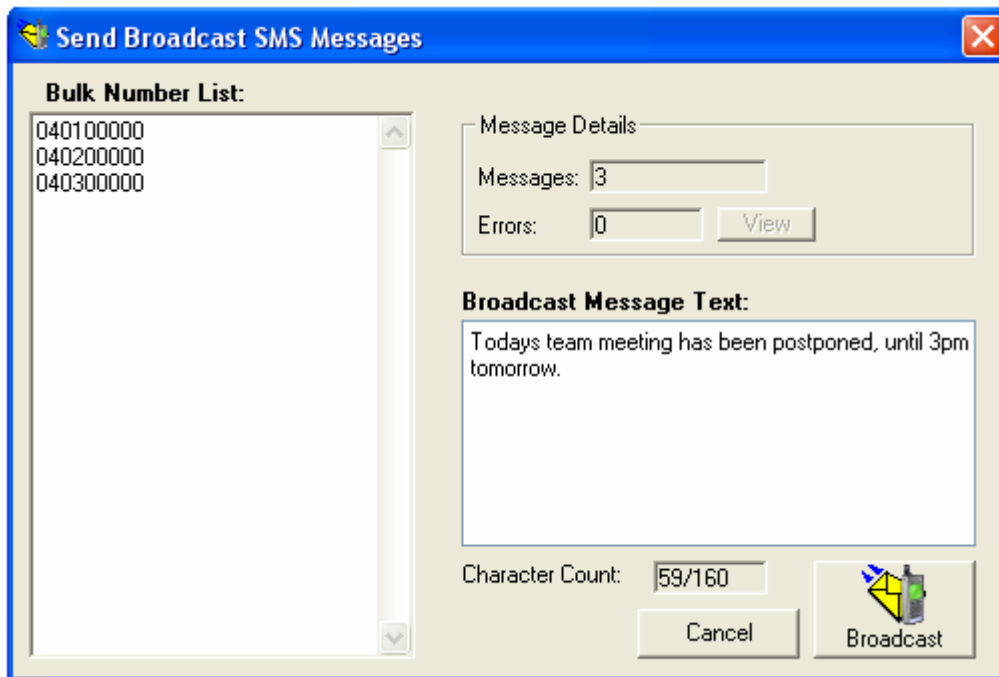 Send Broadcast SMS Messages
Bulk Number List:
040100000
040200000
040300000
Message Details
Messages: 3
Errors: 0 View
Broadcast Message Text:
Todays team meeting has been postponed, until 3pm
tomorrow.
Character Count: 59/160
Cancel
Broadcast